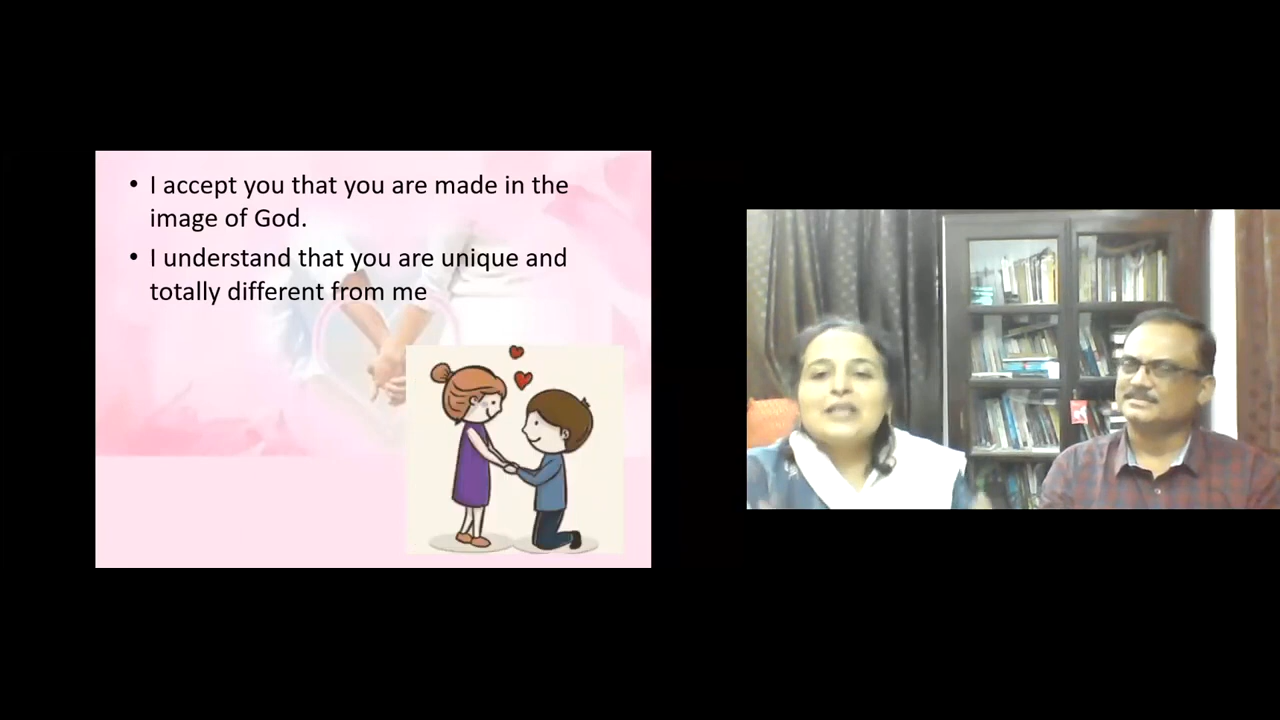 • I accept you that you are made in the
image of God.
• I understand that you are unique and
totally different from me